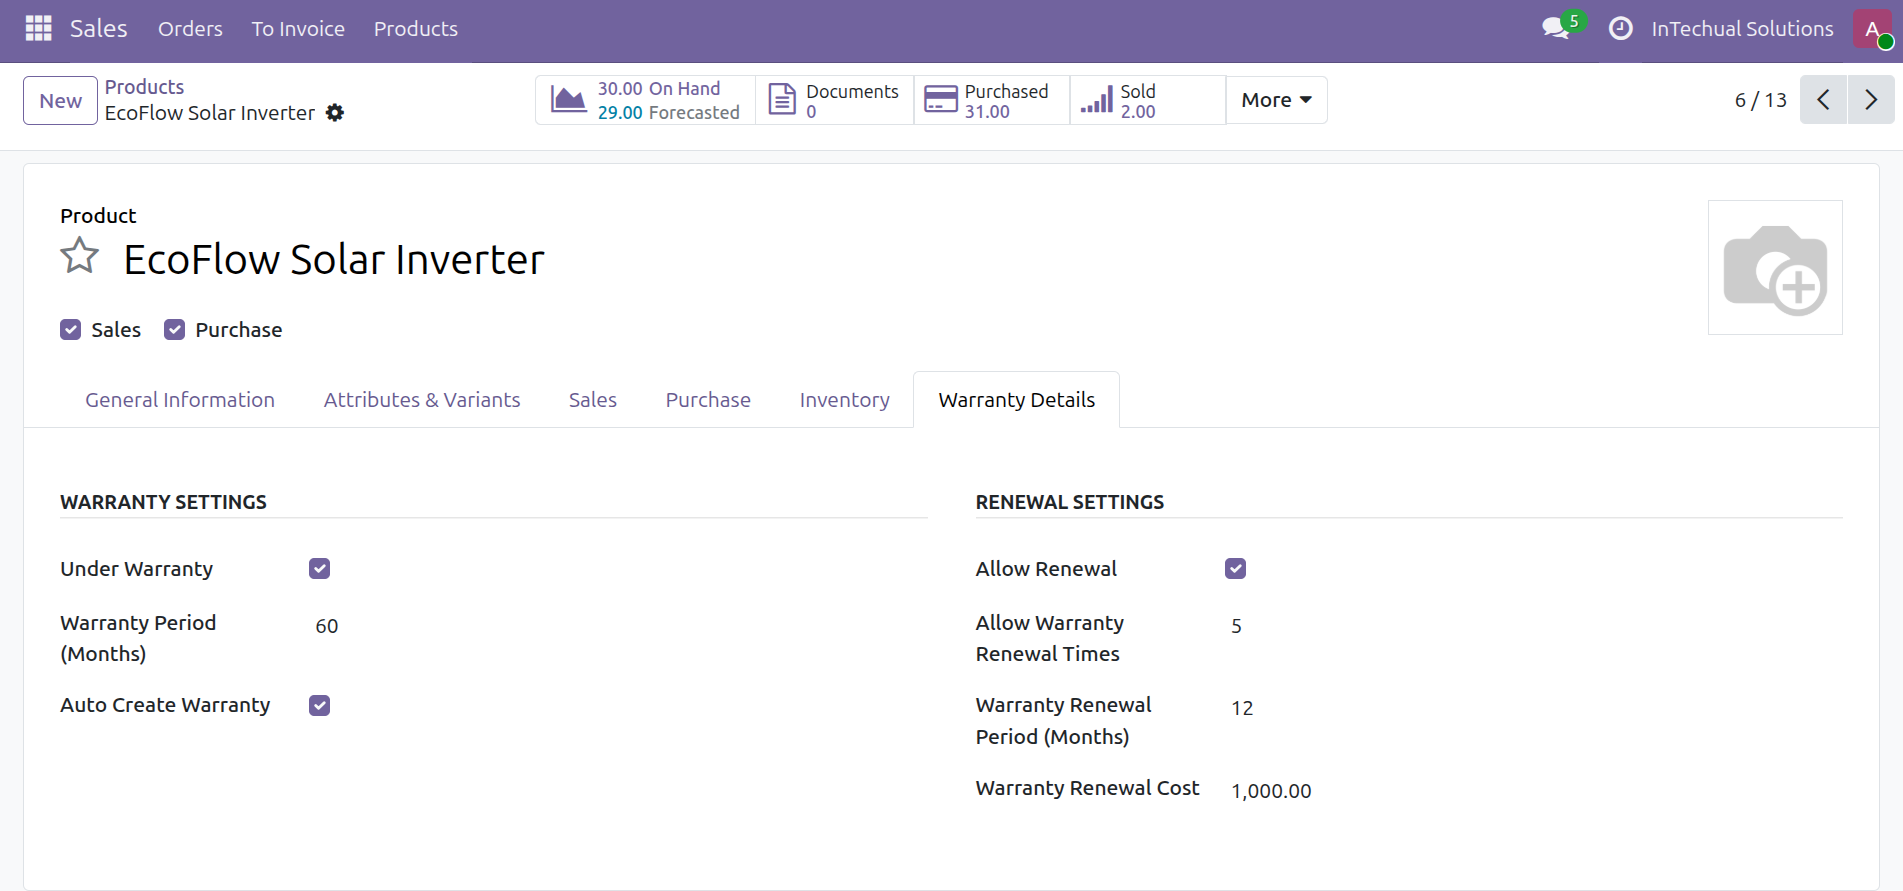 Sales Orders To Invoice Products 5 InTechual Solutions A
New Products
EcoFlow Solar Inverter
30.00 On Hand
29.00 Forecasted
Documents
0
Purchased
31.00
Sold
2.00
More
6 / 13
Product
EcoFlow Solar Inverter
Sales Purchase
General Information Attributes & Variants Sales Purchase Inventory Warranty Details
WARRANTY SETTINGS
Under Warranty
Warranty Period 60
(Months)
Auto Create Warranty
RENEWAL SETTINGS
Allow Renewal
Allow Warranty 5
Renewal Times
Warranty Renewal 12
Period (Months)
Warranty Renewal Cost 1,000.00